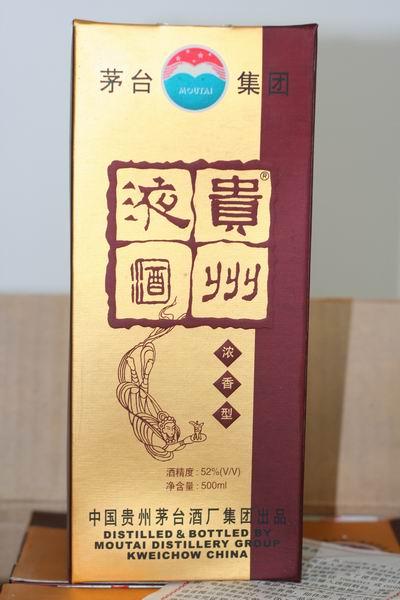 茅台 MOUTAI 集团
貴州
液酒
®
浓香型
酒精度：52%(V/V)
净含量：500ml
中国贵州茅台酒厂集团出品
DISTILLED & BOTTLED BY
MOUTAI DISTILLERY GROUP
KWEICHOW CHINA